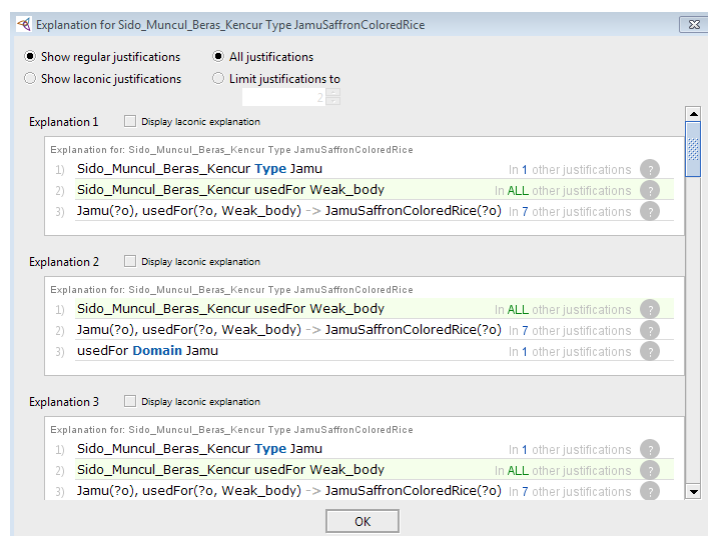 Explanation for Sido_Muncul_Beras_Kencur Type JamuSaffronColoredRice
Show regular justifications All justifications
Show laconic justifications Limit justifications to
2
Explanation 1 Display laconic explanation
Explanation for: Sido_Muncul_Beras_Kencur Type JamuSaffronColoredRice
1) Sido_Muncul_Beras_Kencur Type Jamu In 1 other justifications ?
2) Sido_Muncul_Beras_Kencur usedFor Weak_body In ALL other justifications ?
3) Jamu(?o), usedFor(?o, Weak_body) -> JamuSaffronColoredRice(?o) In 7 other justifications ?
Explanation 2 Display laconic explanation
Explanation for: Sido_Muncul_Beras_Kencur Type JamuSaffronColoredRice
1) Sido_Muncul_Beras_Kencur usedFor Weak_body In ALL other justifications ?
2) Jamu(?o), usedFor(?o, Weak_body) -> JamuSaffronColoredRice(?o) In 7 other justifications ?
3) usedFor Domain Jamu In 1 other justifications ?
Explanation 3 Display laconic explanation
Explanation for: Sido_Muncul_Beras_Kencur Type JamuSaffronColoredRice
1) Sido_Muncul_Beras_Kencur Type Jamu In 1 other justifications ?
2) Sido_Muncul_Beras_Kencur usedFor Weak_body In ALL other justifications ?
3) Jamu(?o), usedFor(?o, Weak_body) -> JamuSaffronColoredRice(?o) In 7 other justifications ?
OK